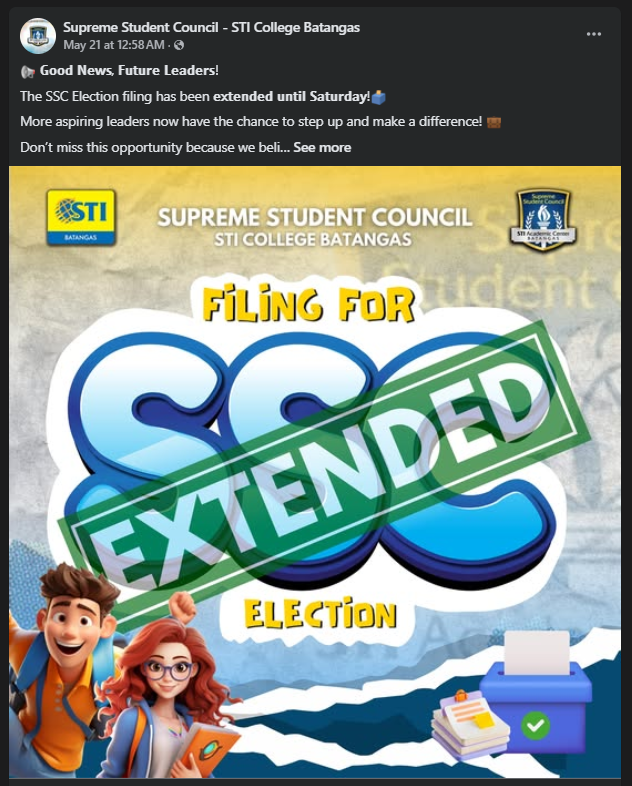 Supreme Student Council - STI College Batangas
May 21 at 12:58 AM ·
Good News, Future Leaders!
The SSC Election filing has been extended until Saturday!
More aspiring leaders now have the chance to step up and make a difference!
Don't miss this opportunity because we beli... See more
STI
BATANGAS
SUPREME STUDENT COUNCIL
STI COLLEGE BATANGAS
Supreme
Student Council
STI Academic Center
BATANGAS
FiLiNG FOR
SSC
EXTENDED
ELECTiON